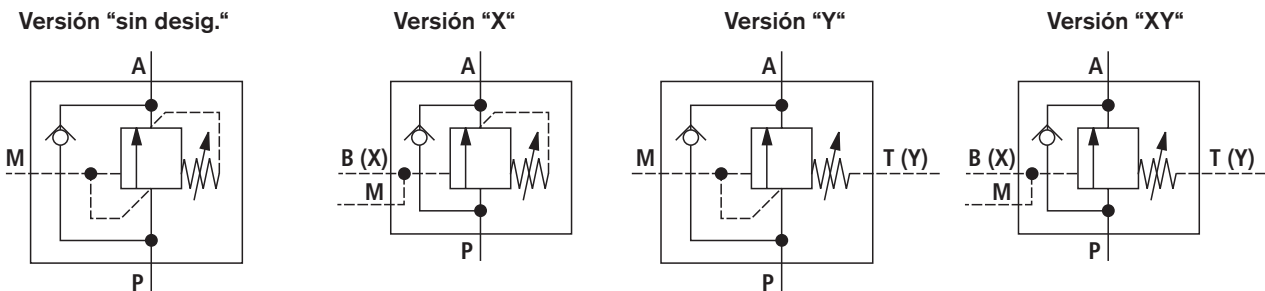 Versión “sin desig.“
Versión “X“
Versión “Y“
Versión “XY“
A
A
A
A
M
B (X)
M
M
T (Y)
B (X)
M
T (Y)
P
P
P
P